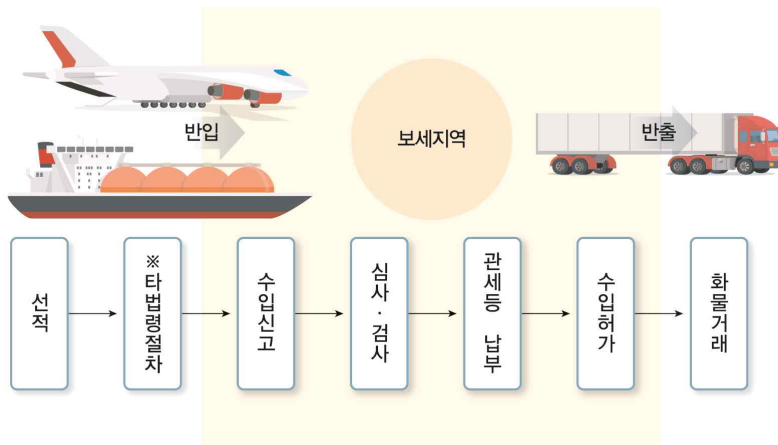 반입
보세지역
반출
선적
※타법령절차
수입신고
심사·검사
관세등 납부
수입허가
화물거래